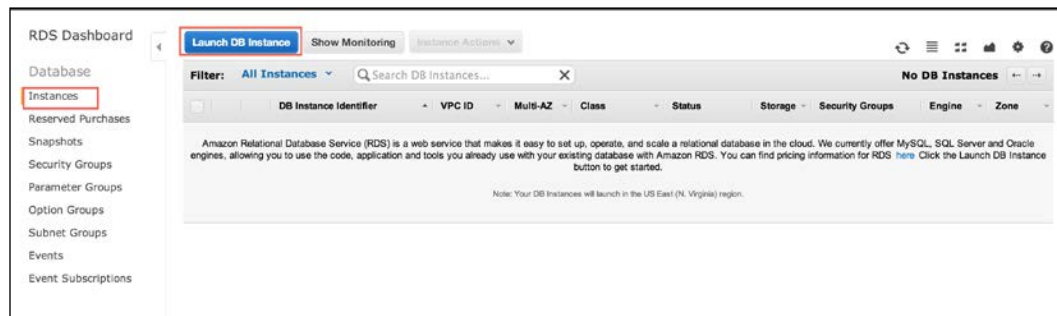 RDS Dashboard
Launch DB Instance Show Monitoring Instance Actions
Database
Instances
Reserved Purchases
Snapshots
Security Groups
Parameter Groups
Option Groups
Subnet Groups
Events
Event Subscriptions
Filter: All Instances Search DB Instances... No DB Instances
DB Instance Identifier VPC ID Multi-AZ Class Status Storage Security Groups Engine Zone
Amazon Relational Database Service (RDS) is a web service that makes it easy to set up, operate, and scale a relational database in the cloud. We currently offer MySQL, SQL Server and Oracle
engines, allowing you to use the code, application and tools you already use with your existing database with Amazon RDS. You can find pricing information for RDS here Click the Launch DB Instance
button to get started.
Note: Your DB Instances will launch in the US East (N. Virginia) region.